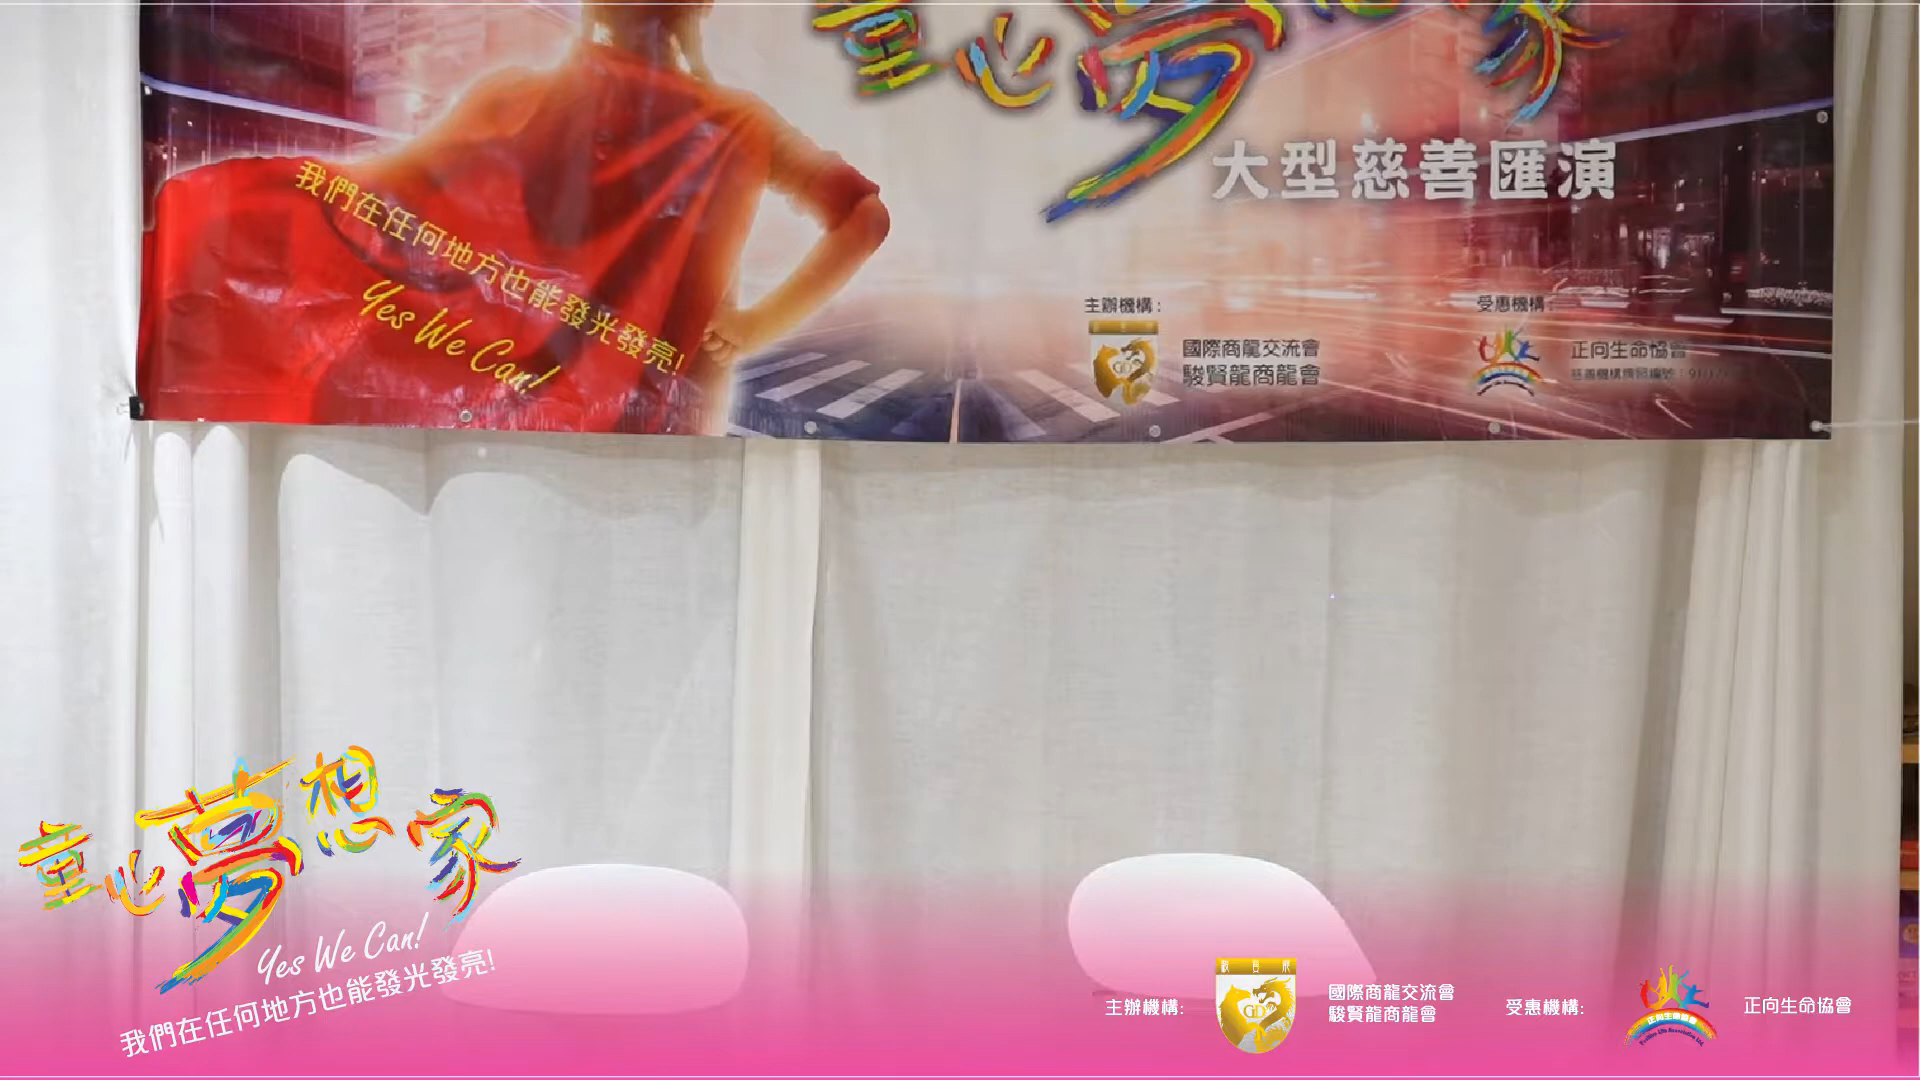 童心夢想家
大型慈善匯演
我們在任何地方也能發光發亮!
Yes We Can!
主辦機構:
國際商龍交流會
駿賢龍商龍會
受惠機構:
正向生命協會
童心夢想家
Yes We Can!
我們在任何地方也能發光發亮!
主辦機構:
GD
國際商龍交流會
駿賢龍商龍會
受惠機構:
正向生命協會